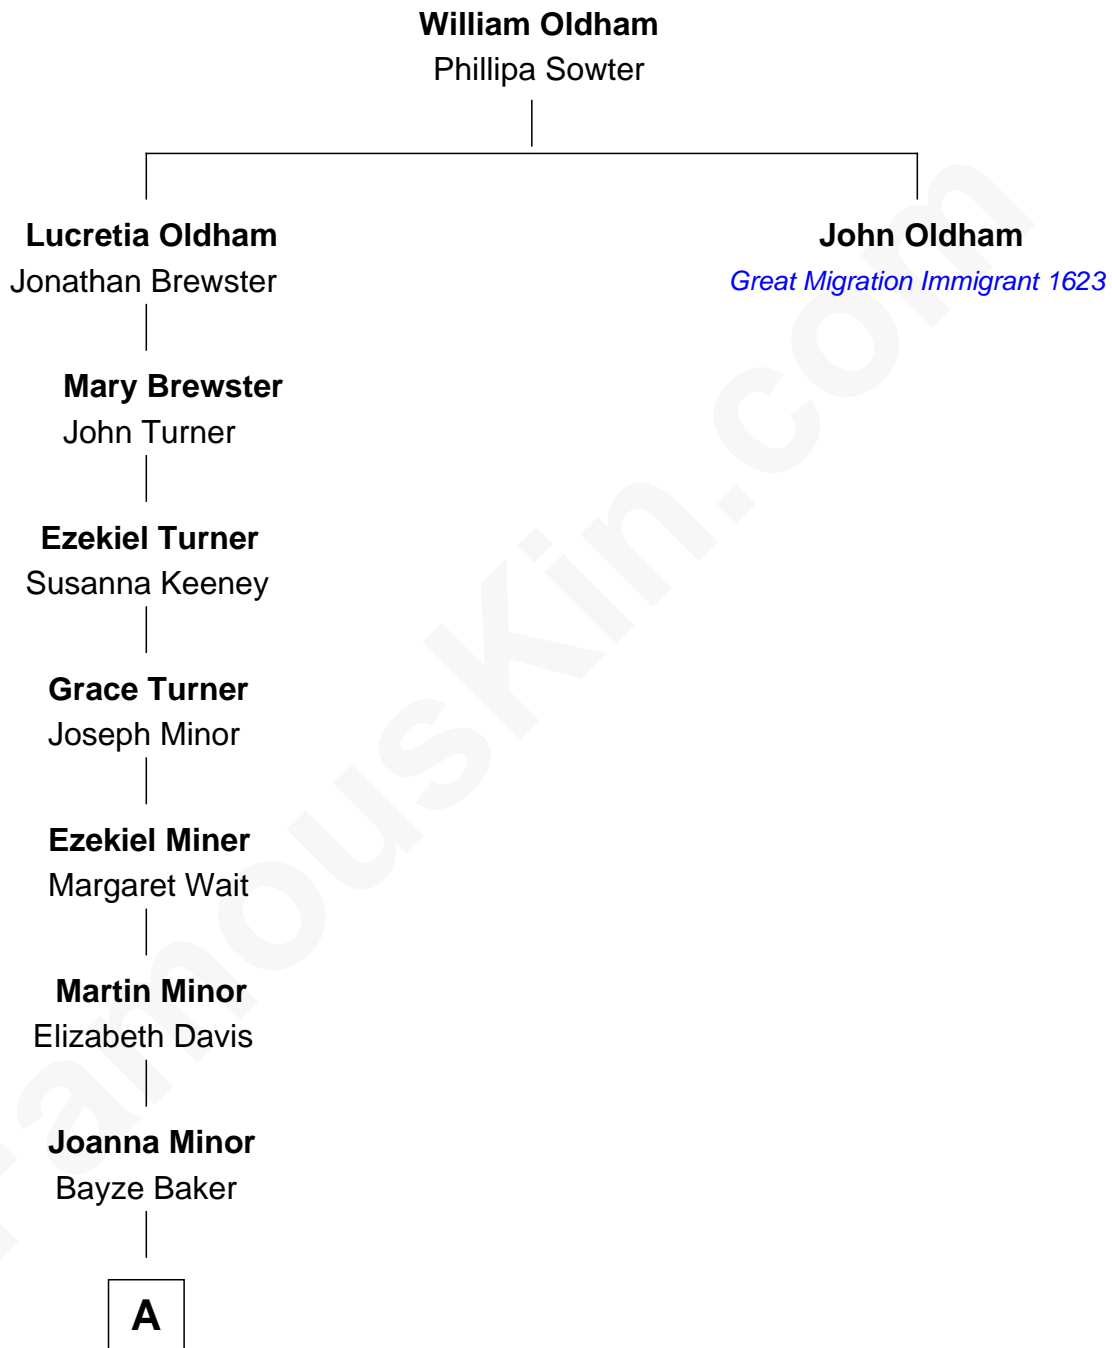 William Oldham
Phillipa Sowter
Lucretia Oldham
Jonathan Brewster
John Oldham
Great Migration Immigrant 1623
Mary Brewster
John Turner
Ezekiel Turner
Susanna Keeney
Grace Turner
Joseph Minor
Ezekiel Miner
Margaret Wait
Martin Minor
Elizabeth Davis
Joanna Minor
Bayze Baker
A
FamousKin.com